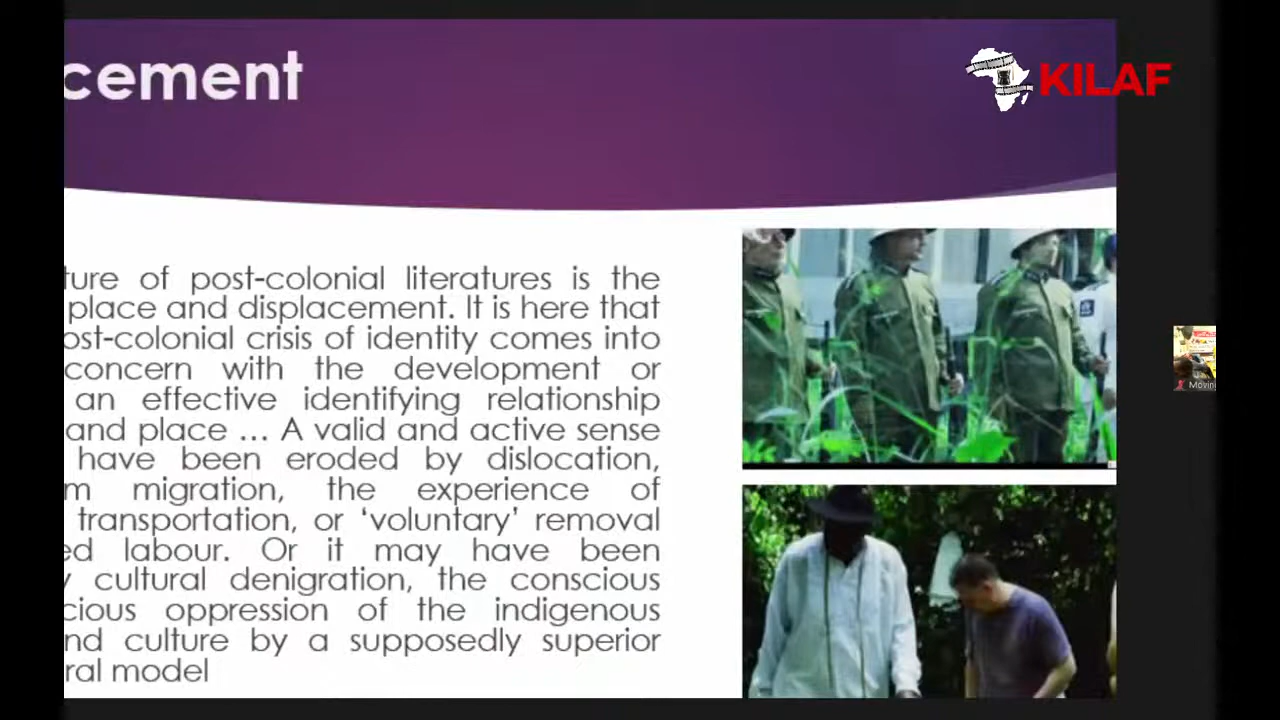 cement
KILAF
ture of post-colonial literatures is the
place and displacement. It is here that
ost-colonial crisis of identity comes into
concern with the development or
an effective identifying relationship
and place … A valid and active sense
have been eroded by dislocation,
m migration, the experience of
transportation, or ‘voluntary’ removal
ed labour. Or it may have been
y cultural denigration, the conscious
cious oppression of the indigenous
nd culture by a supposedly superior
ral model
Movin